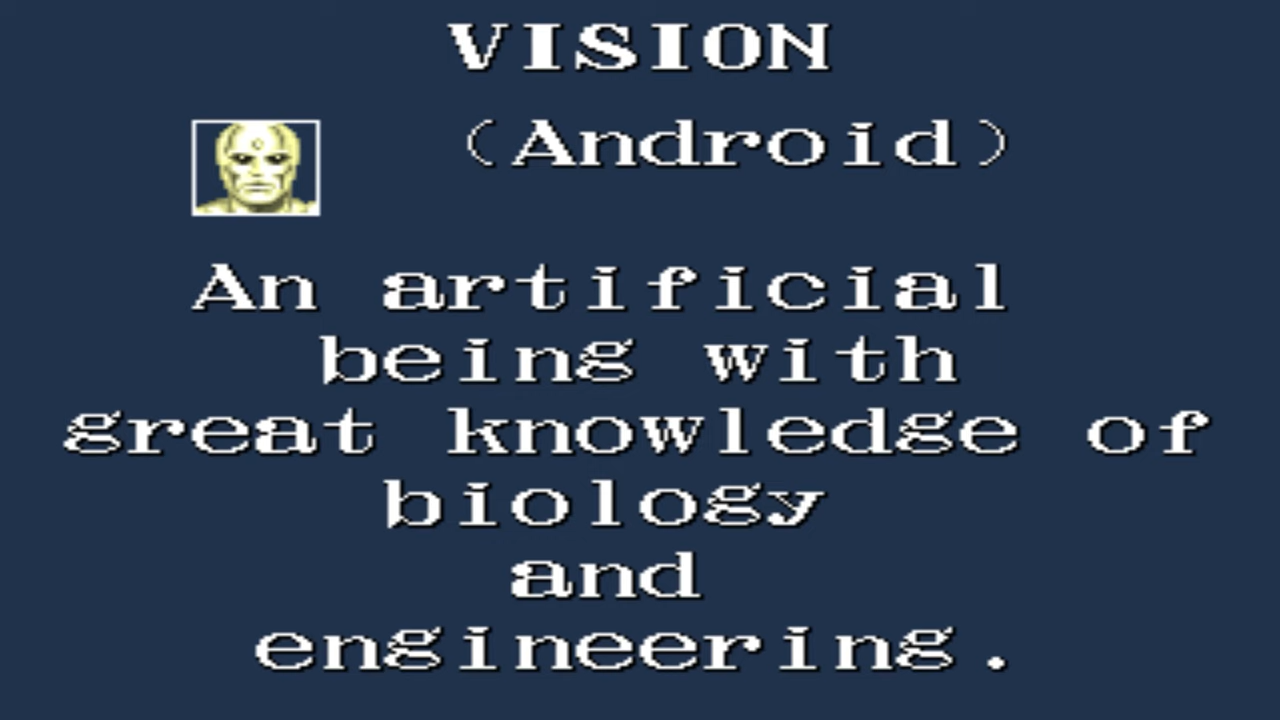 VISION
(Android)
An artificial
being with
great knowledge of
biology
and
engineering.